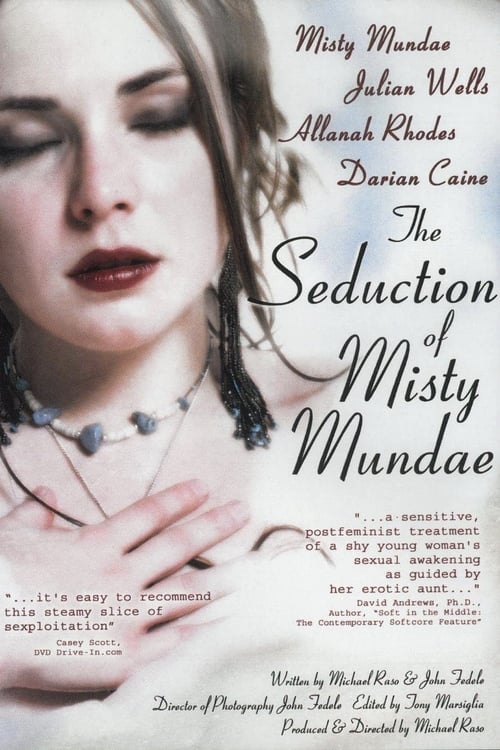 Misty Mundae
Julian Wells
Allanah Rhodes
Darian Caine
The
Seduction
of
Misty
Mundae
"...a sensitive,
postfeminist treatment
of a shy young woman's
sexual awakening
as guided by
her erotic aunt..."
David Andrews, Ph.D.,
Author, "Soft in the Middle:
The Contemporary Softcore Feature"
"...it's easy to recommend
this steamy slice of
sexploitation"
Casey Scott,
DVD Drive-In.com
Written by Michael Raso & John Fedele
Director of Photography John Fedele Edited by Tony Marsiglia
Produced & Directed by Michael Raso